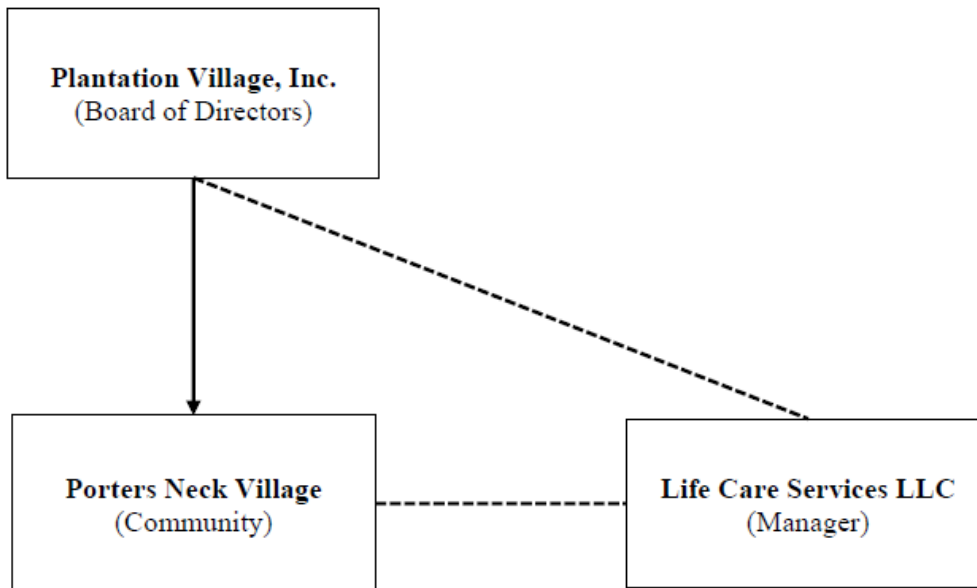 Plantation Village, Inc.
(Board of Directors)
Porters Neck Village
(Community)
Life Care Services LLC
(Manager)